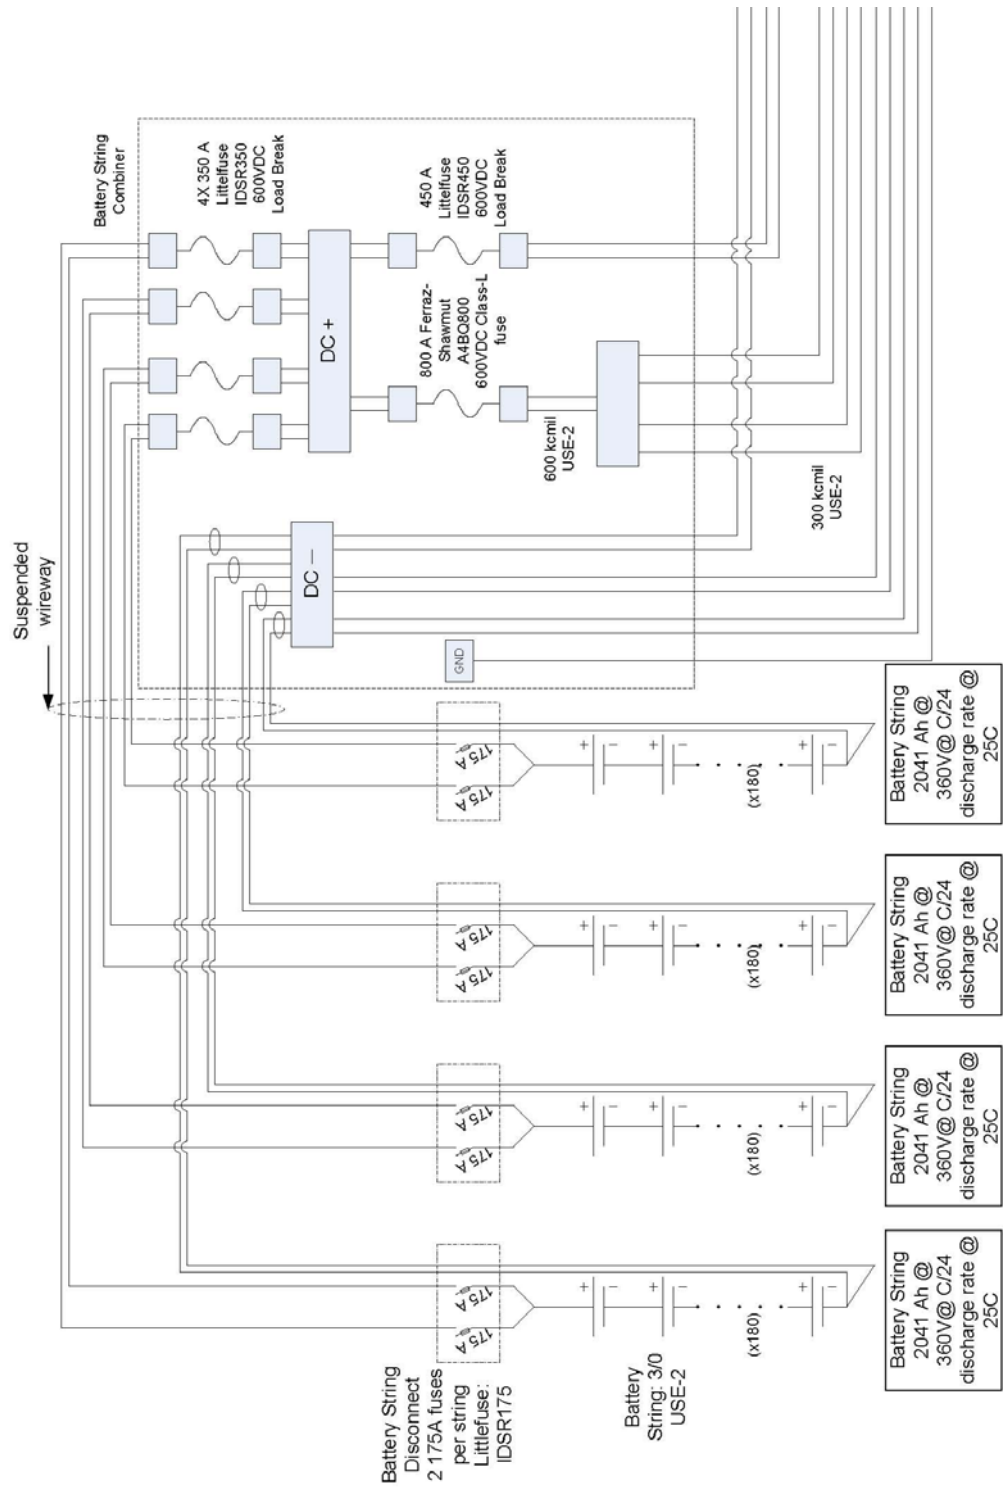 Suspended
wireway
Battery String
Combiner
4X 350 A
Littelfuse
IDSR350
600VDC
Load Break
DC +
800 A Ferraz-
Shawmut
A4BQ800
600VDC Class-L
fuse
450 A
Littelfuse
IDSR450
600VDC
Load Break
600 kcmil
USE-2
300 kcmil
USE-2
DC —
GND
Battery String
Disconnect
2 175A fuses
per string
Littlefuse:
IDSR175
175 A
175 A
175 A
175 A
175 A
175 A
175 A
175 A
Battery
String: 3/0
USE-2
+
−
+
−
(x180)
+
−
+
−
+
−
(x180)
+
−
+
−
+
−
(x180)
+
−
+
−
+
−
(x180)
+
−
Battery String
2041 Ah @
360V@ C/24
discharge rate @
25C
Battery String
2041 Ah @
360V@ C/24
discharge rate @
25C
Battery String
2041 Ah @
360V@ C/24
discharge rate @
25C
Battery String
2041 Ah @
360V@ C/24
discharge rate @
25C